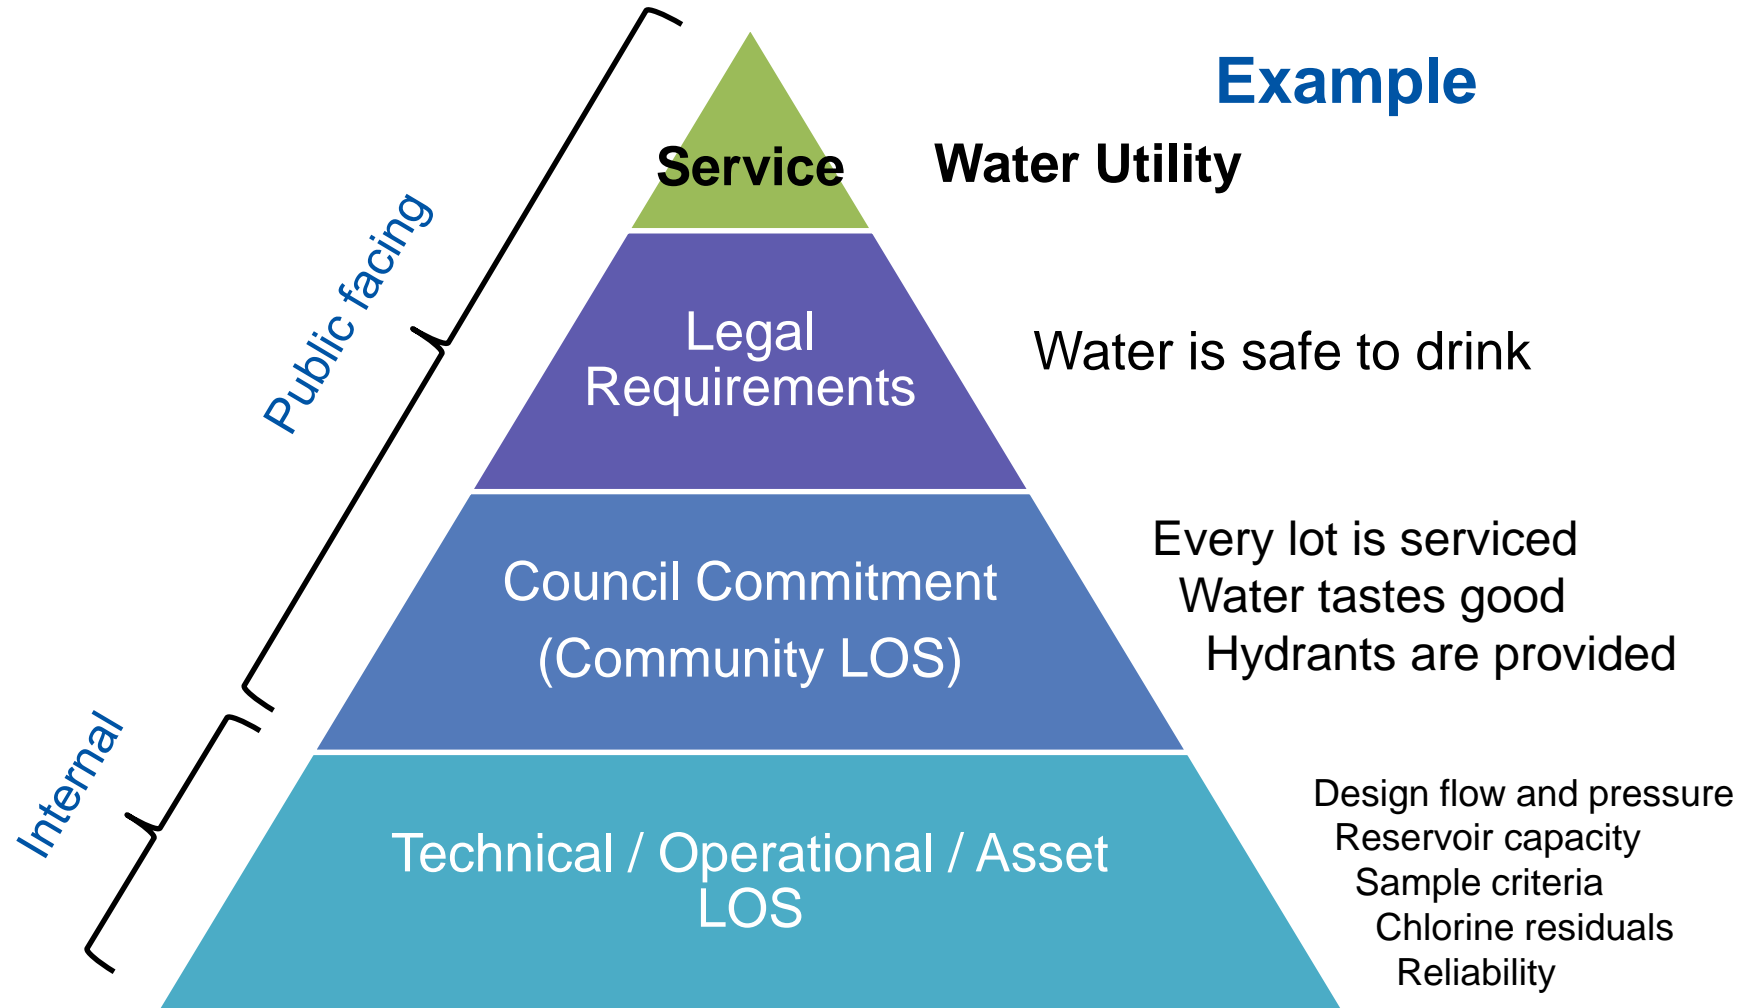 Example
Service
Water Utility
Public facing
Legal
Requirements
Water is safe to drink
Council Commitment
(Community LOS)
Every lot is serviced
Water tastes good
Hydrants are provided
Internal
Technical / Operational / Asset
LOS
Design flow and pressure
Reservoir capacity
Sample criteria
Chlorine residuals
Reliability